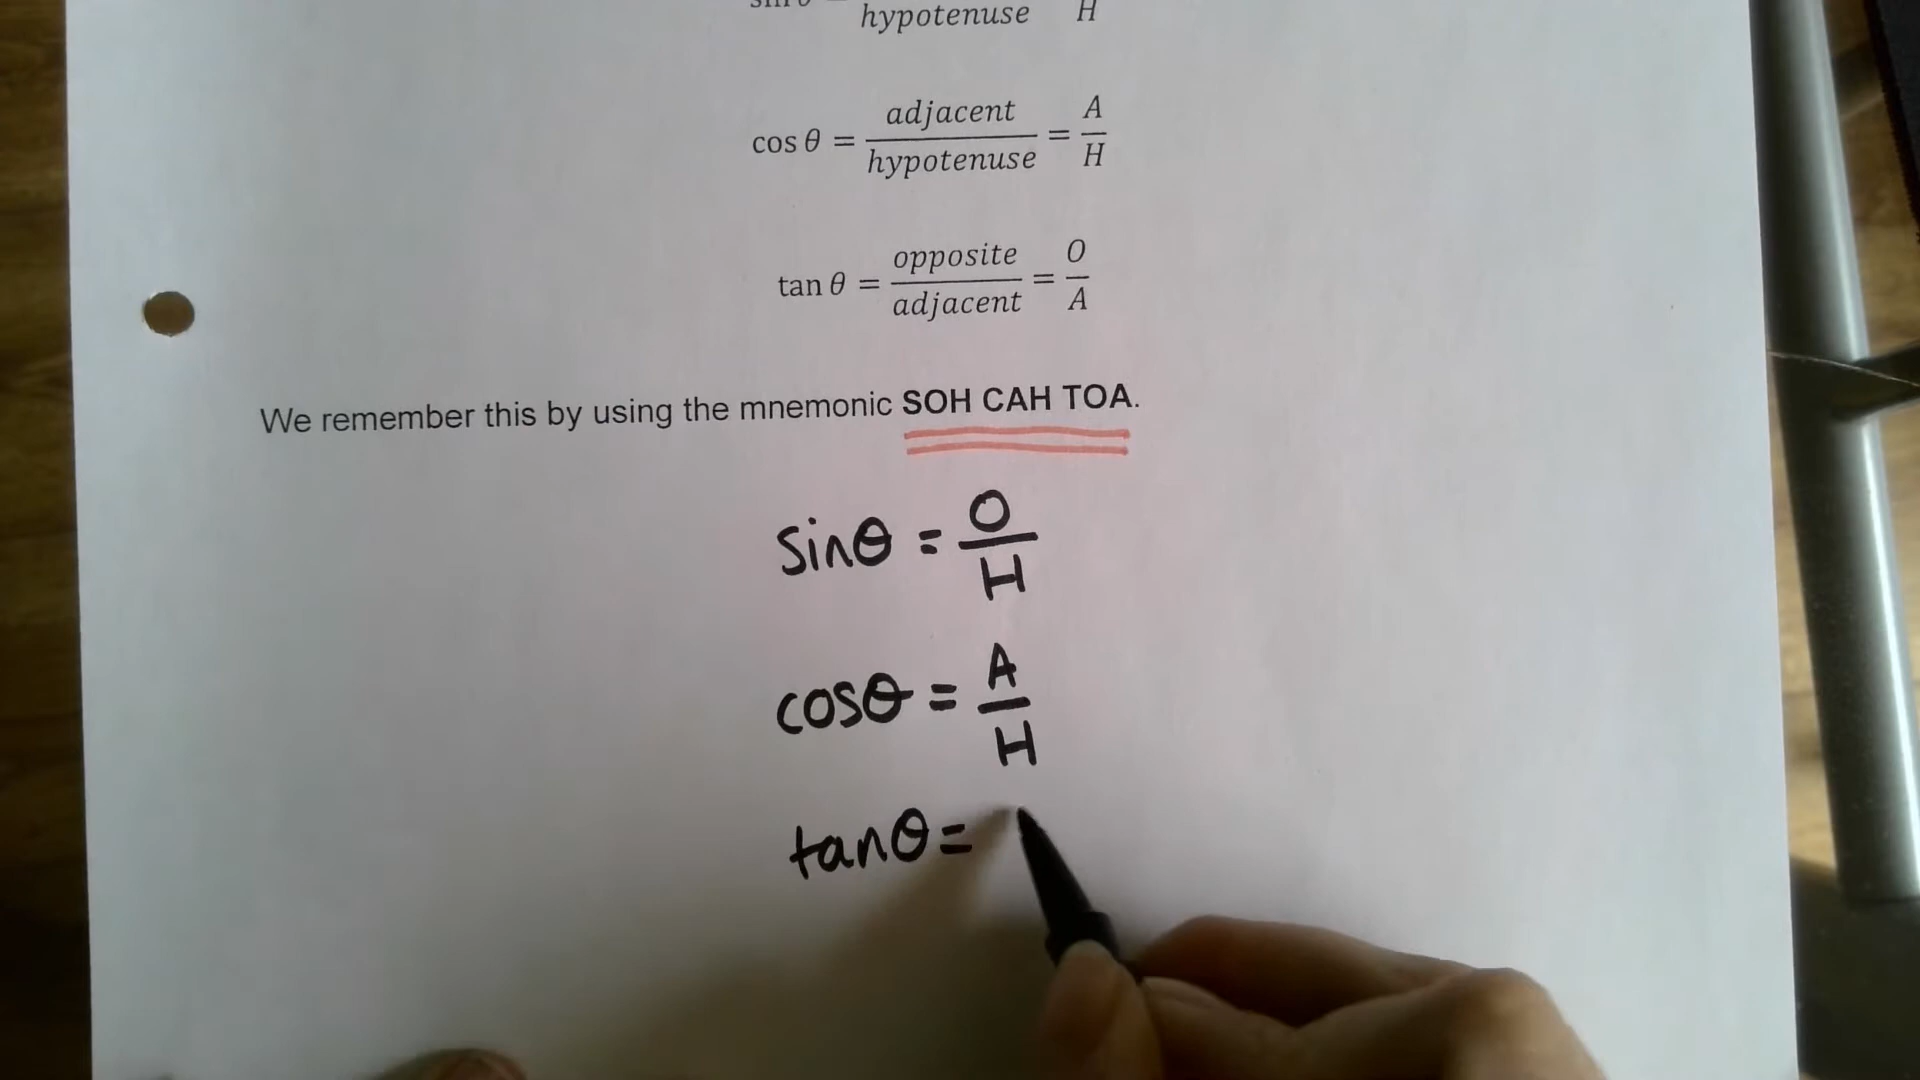 sin θ = hypotenuse H
cos θ = adjacent / hypotenuse = A / H
tan θ = opposite / adjacent = O / A
We remember this by using the mnemonic SOH CAH TOA.
sinθ = O / H
cosθ = A / H
tanθ =